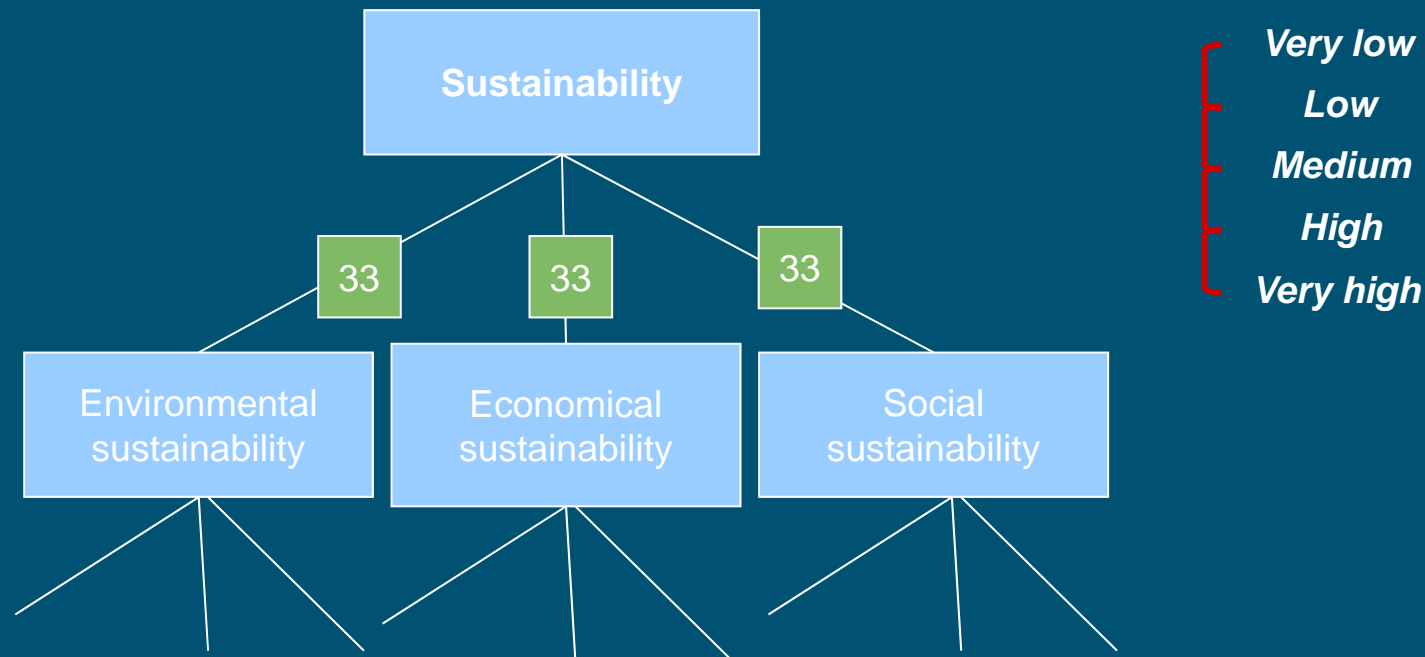 Sustainability
Very low
Low
Medium
High
Very high
33
33
33
Environmental
sustainability
Economical
sustainability
Social
sustainability